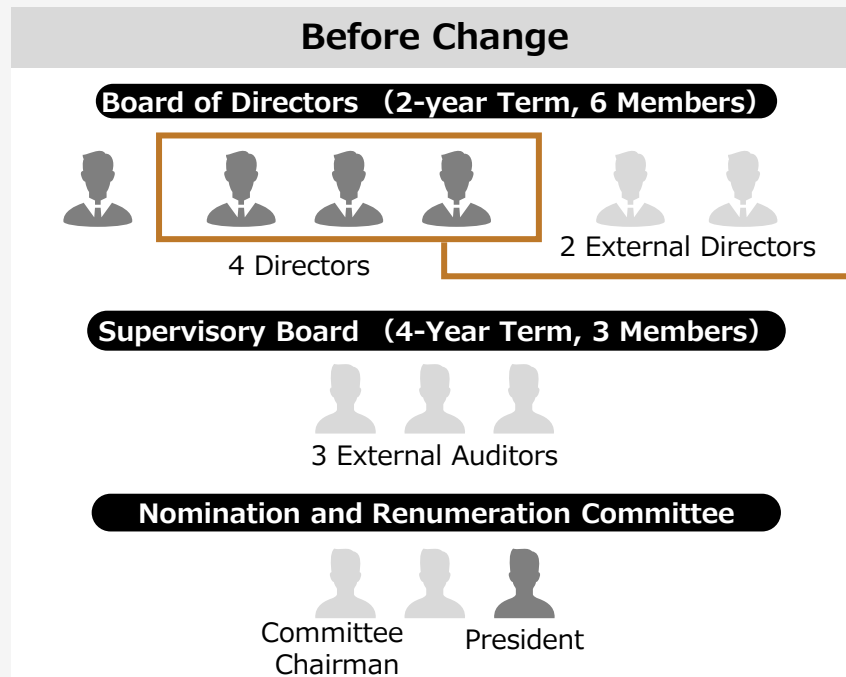 Before Change
Board of Directors （2-year Term, 6 Members）
4 Directors
2 External Directors
Supervisory Board （4-Year Term, 3 Members）
3 External Auditors
Nomination and Renumeration Committee
Committee
Chairman
President